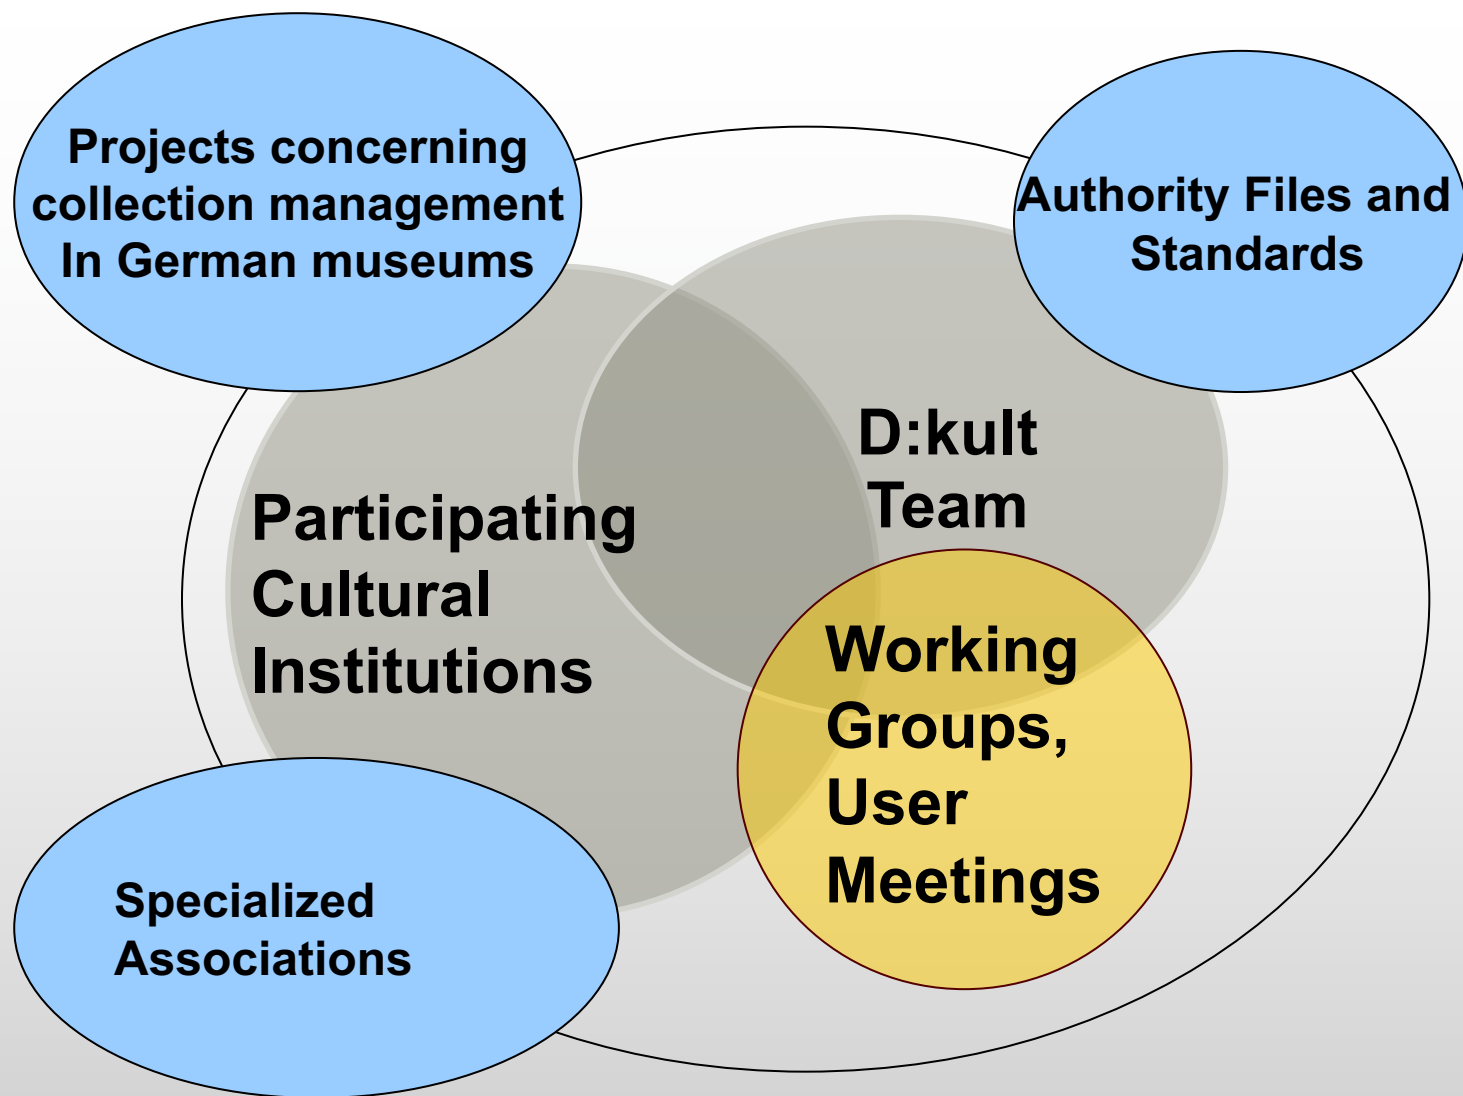 Projects concerning
collection management
In German museums
Authority Files and
Standards
D:kult
Team
Participating
Cultural
Institutions
Working
Groups,
User
Meetings
Specialized
Associations